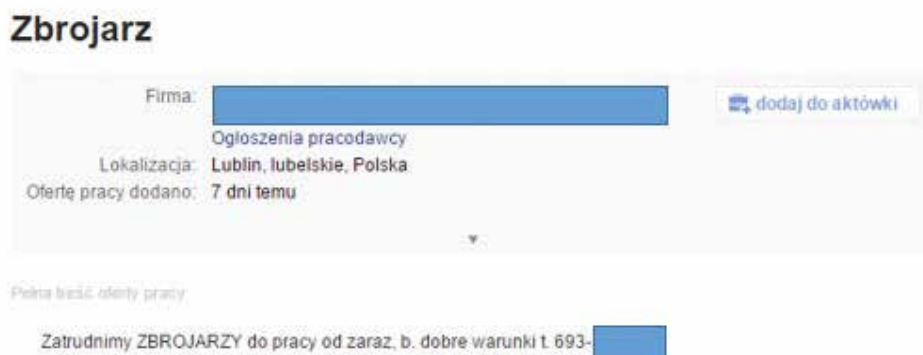 Zbrojarz
Firma:
dodaj do aktówki
Ogłoszenia pracodawcy
Lokalizacja: Lublin, lubelskie, Polska
Ofertę pracy dodano: 7 dni temu
Pełna treść oferty pracy
Zatrudnimy ZBROJARZY do pracy od zaraz, b. dobre warunki t. 693-